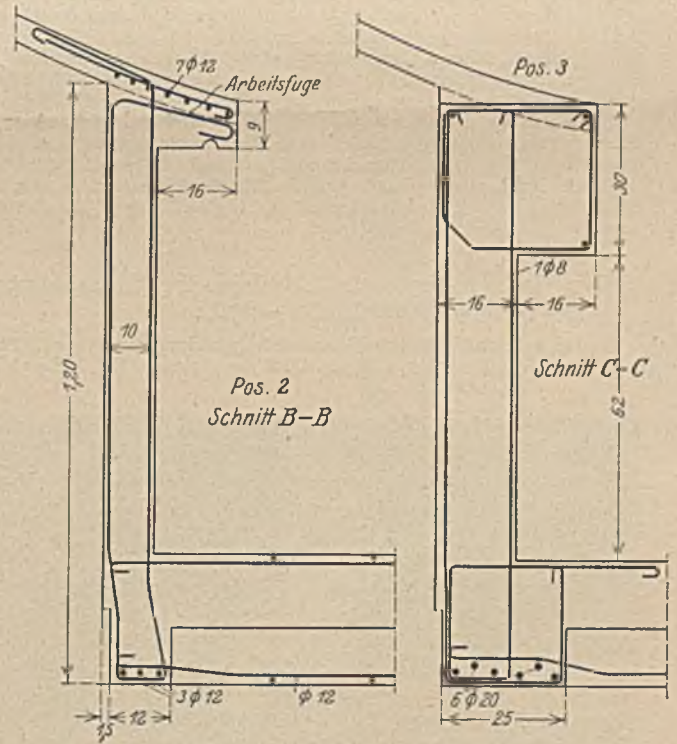 7ϕ12
Arbeitsfuge
9
16
10
1,20
Pos. 2
Schnitt B–B
3ϕ12
ϕ12
1,5
12
Pos. 3
30
1ϕ8
16
16
Schnitt C–C
62
6ϕ20
25